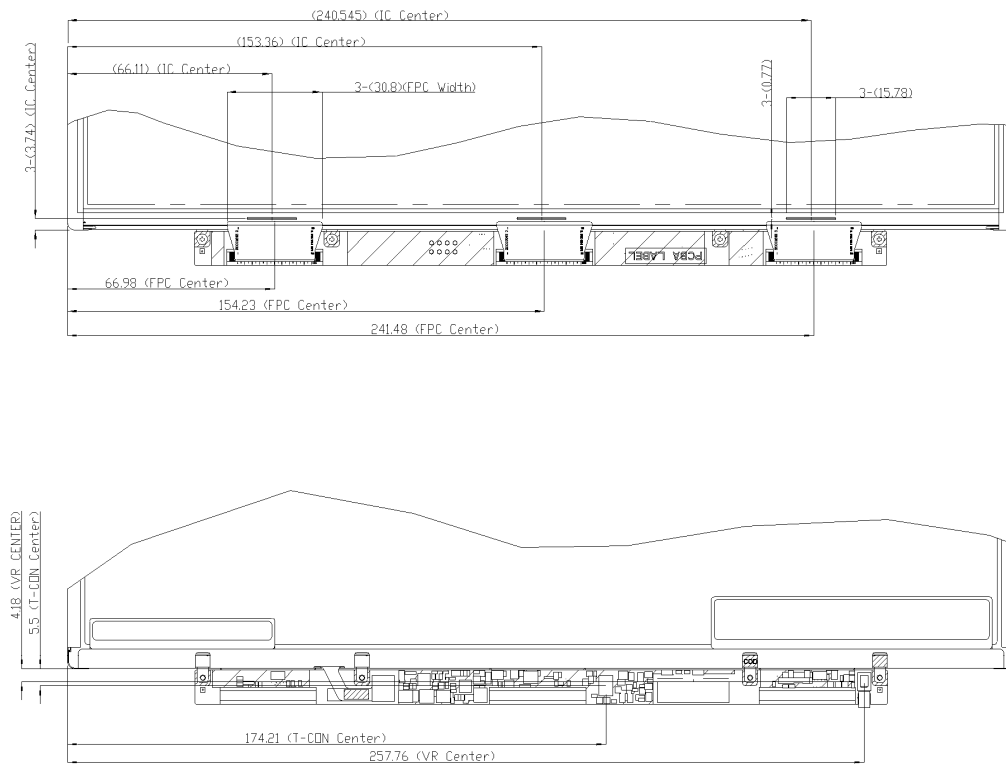 (240.545) (IC Center)
(153.36) (IC Center)
(66.11) (IC Center)
3-(30.8)(FPC Width)
3-(0.77)
3-(15.78)
3-(3.74) (IC Center)
PCBA LABEL
66.98 (FPC Center)
154.23 (FPC Center)
241.48 (FPC Center)
4.18 (VR CENTER)
5.5 (T-CON Center)
COD
174.21 (T-CON Center)
257.76 (VR Center)